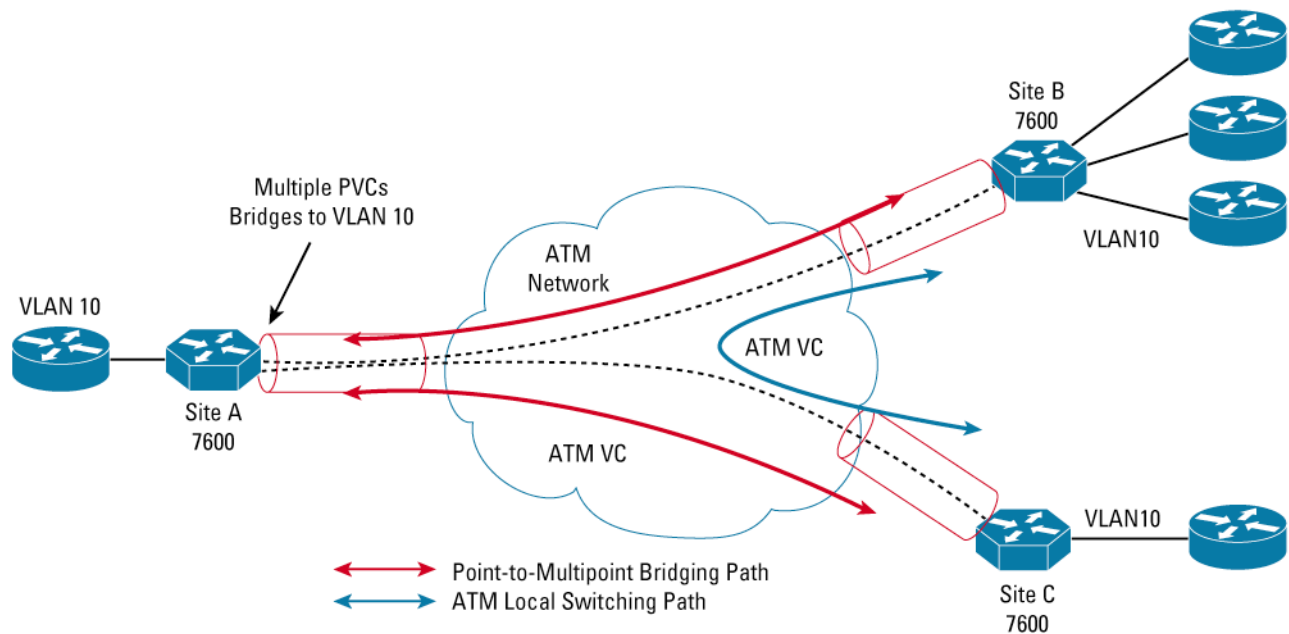 Site B
7600
Multiple PVCs
Bridges to VLAN 10
VLAN10
ATM
Network
VLAN 10
ATM VC
Site A
7600
ATM VC
VLAN10
Point-to-Multipoint Bridging Path
ATM Local Switching Path
Site C
7600